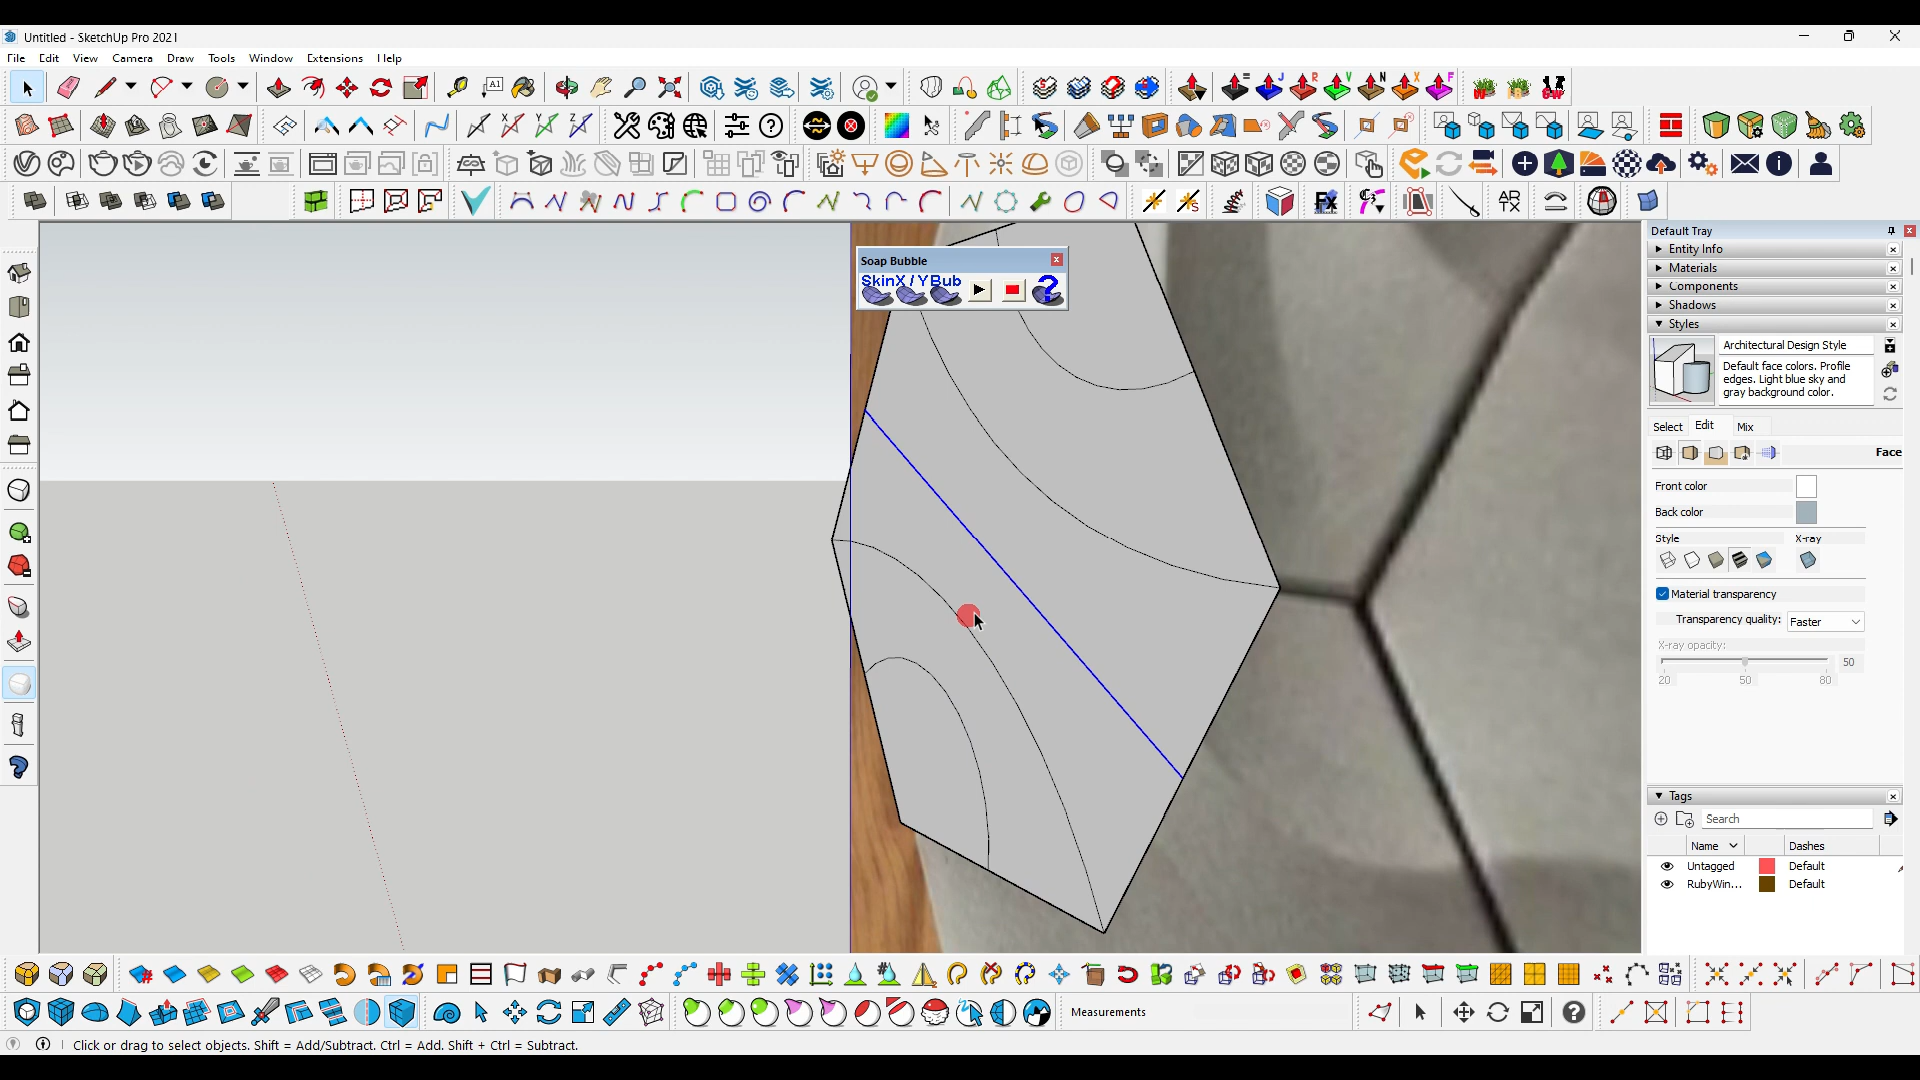 Untitled - SketchUp Pro 2021
File Edit View Camera Draw Tools Window Extensions Help
A1
= J R V N X F
X Y Z
AR
TX
FX
S
Soap Bubble
SkinX/YBub
?
Default Tray
Entity Info
Materials
Components
Shadows
Styles
Architectural Design Style
Default face colors. Profile
edges. Light blue sky and
gray background color.
Select Edit Mix
Face
Front color
Back color
Style X-ray
Material transparency
Transparency quality: Faster
X-ray opacity:
50
20 50 80
Tags
Search
Name Dashes
Untagged Default
RubyWin... Default
Measurements
Click or drag to select objects. Shift = Add/Subtract. Ctrl = Add. Shift + Ctrl = Subtract.